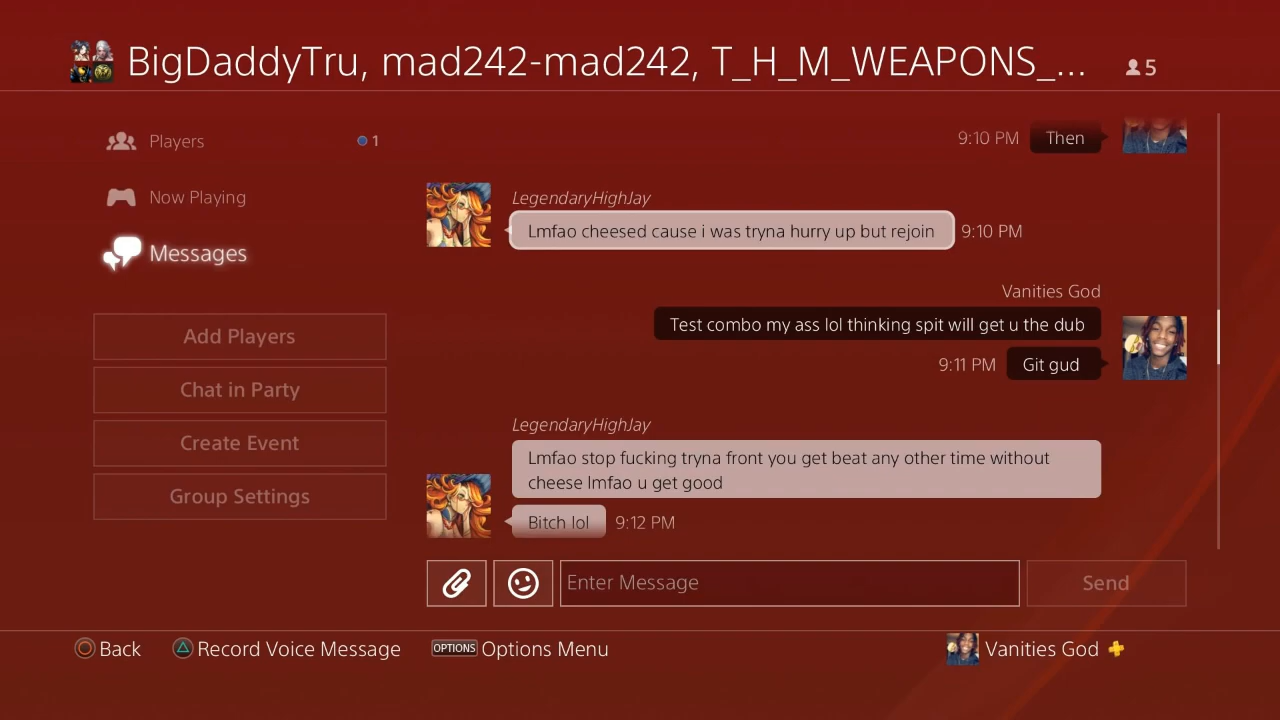 BigDaddyTru, mad242-mad242, T_H_M_WEAPONS_...
5
Players
1
Now Playing
Messages
Add Players
Chat in Party
Create Event
Group Settings
9:10 PM
Then
LegendaryHighJay
Lmfao cheesed cause i was tryna hurry up but rejoin
9:10 PM
Vanities God
Test combo my ass lol thinking spit will get u the dub
9:11 PM
Git gud
LegendaryHighJay
Lmfao stop fucking tryna front you get beat any other time without
cheese lmfao u get good
Bitch lol
9:12 PM
Enter Message
Send
Back
Record Voice Message
OPTIONS
Options Menu
Vanities God